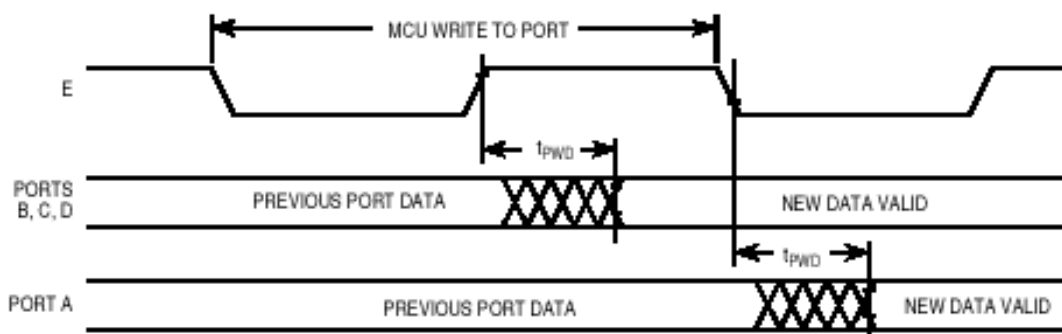 MCU WRITE TO PORT
E
tPWD
PORTS
B, C, D
PREVIOUS PORT DATA
NEW DATA VALID
tPWD
PORT A
PREVIOUS PORT DATA
NEW DATA VALID